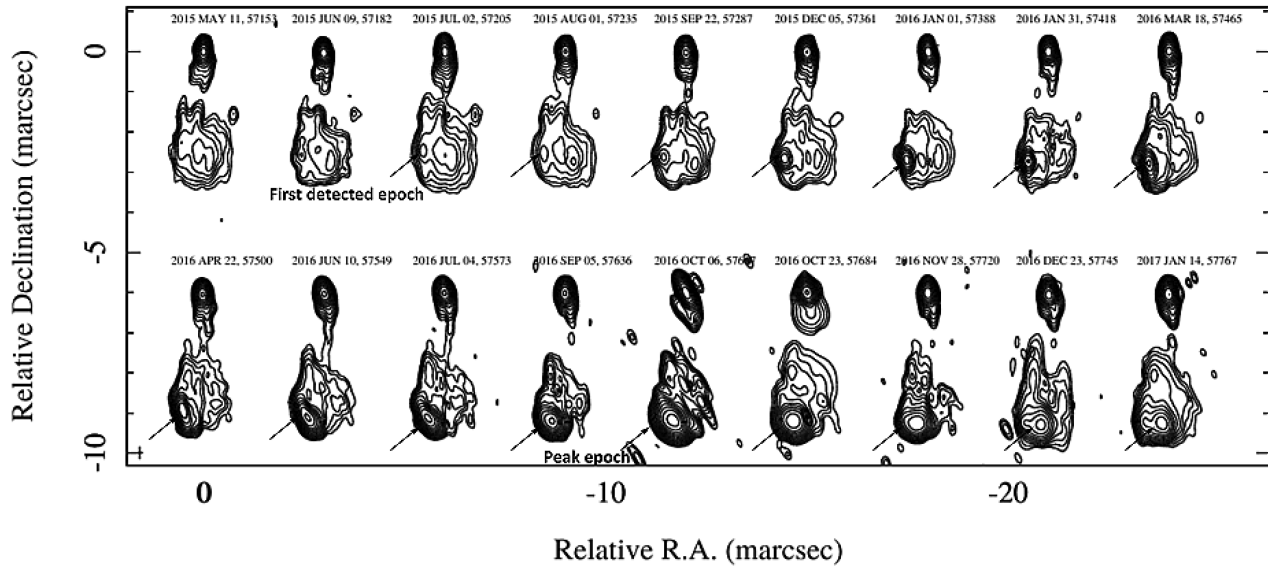 2015 MAY 11, 57153 2015 JUN 09, 57182 2015 JUL 02, 57205 2015 AUG 01, 57235 2015 SEP 22, 57287 2015 DEC 05, 57361 2016 JAN 01, 57388 2016 JAN 31, 57418 2016 MAR 18, 57465
0
First detected epoch
-5
2016 APR 22, 57500 2016 JUN 10, 57549 2016 JUL 04, 57573 2016 SEP 05, 57636 2016 OCT 06, 2016 OCT 23, 57684 2016 NOV 28, 57720 2016 DEC 23, 57745 2017 JAN 14, 57767
Peak epoch
-10
0 -10 -20
Relative R.A. (marcsec)
Relative Declination (marcsec)